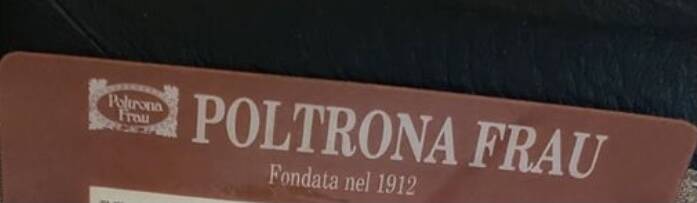 Poltrona
Frau
POLTRONA FRAU
Fondata nel 1912